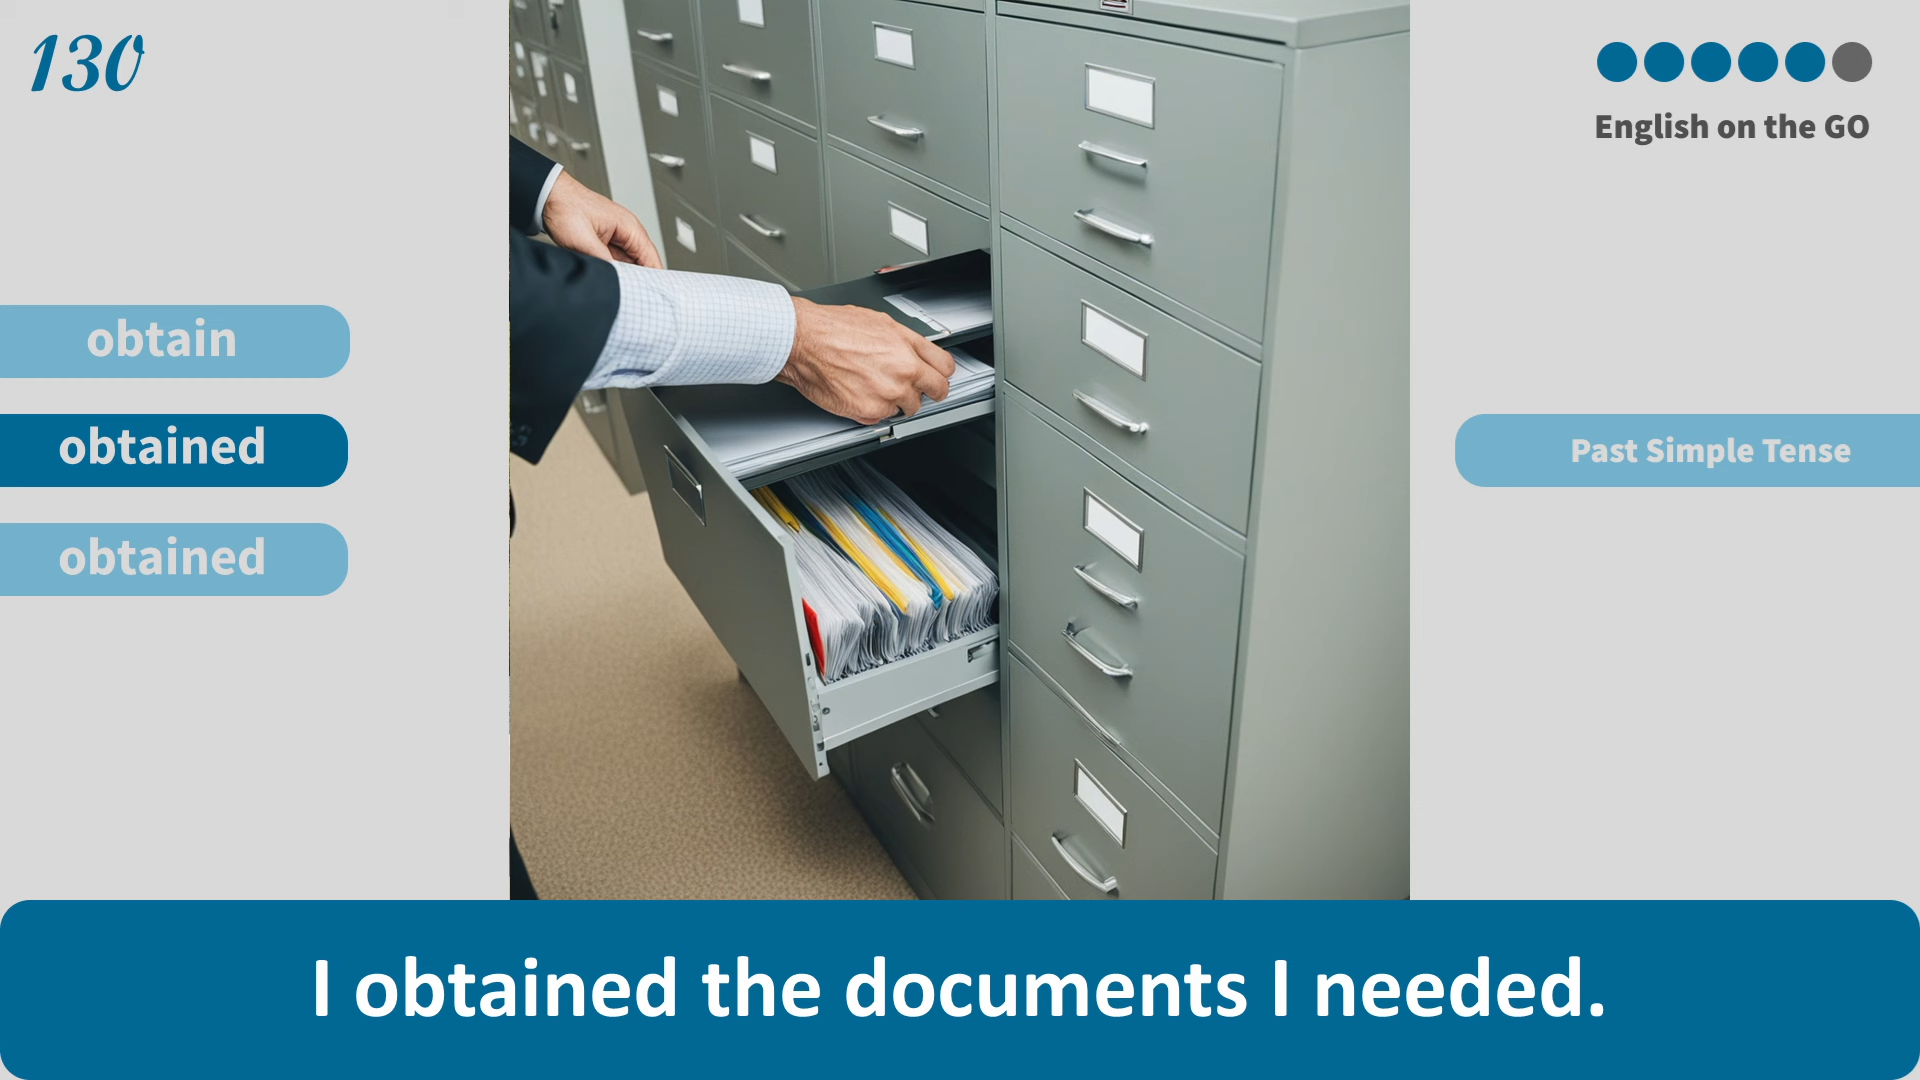 130
English on the GO
obtain
obtained
obtained
Past Simple Tense
I obtained the documents I needed.